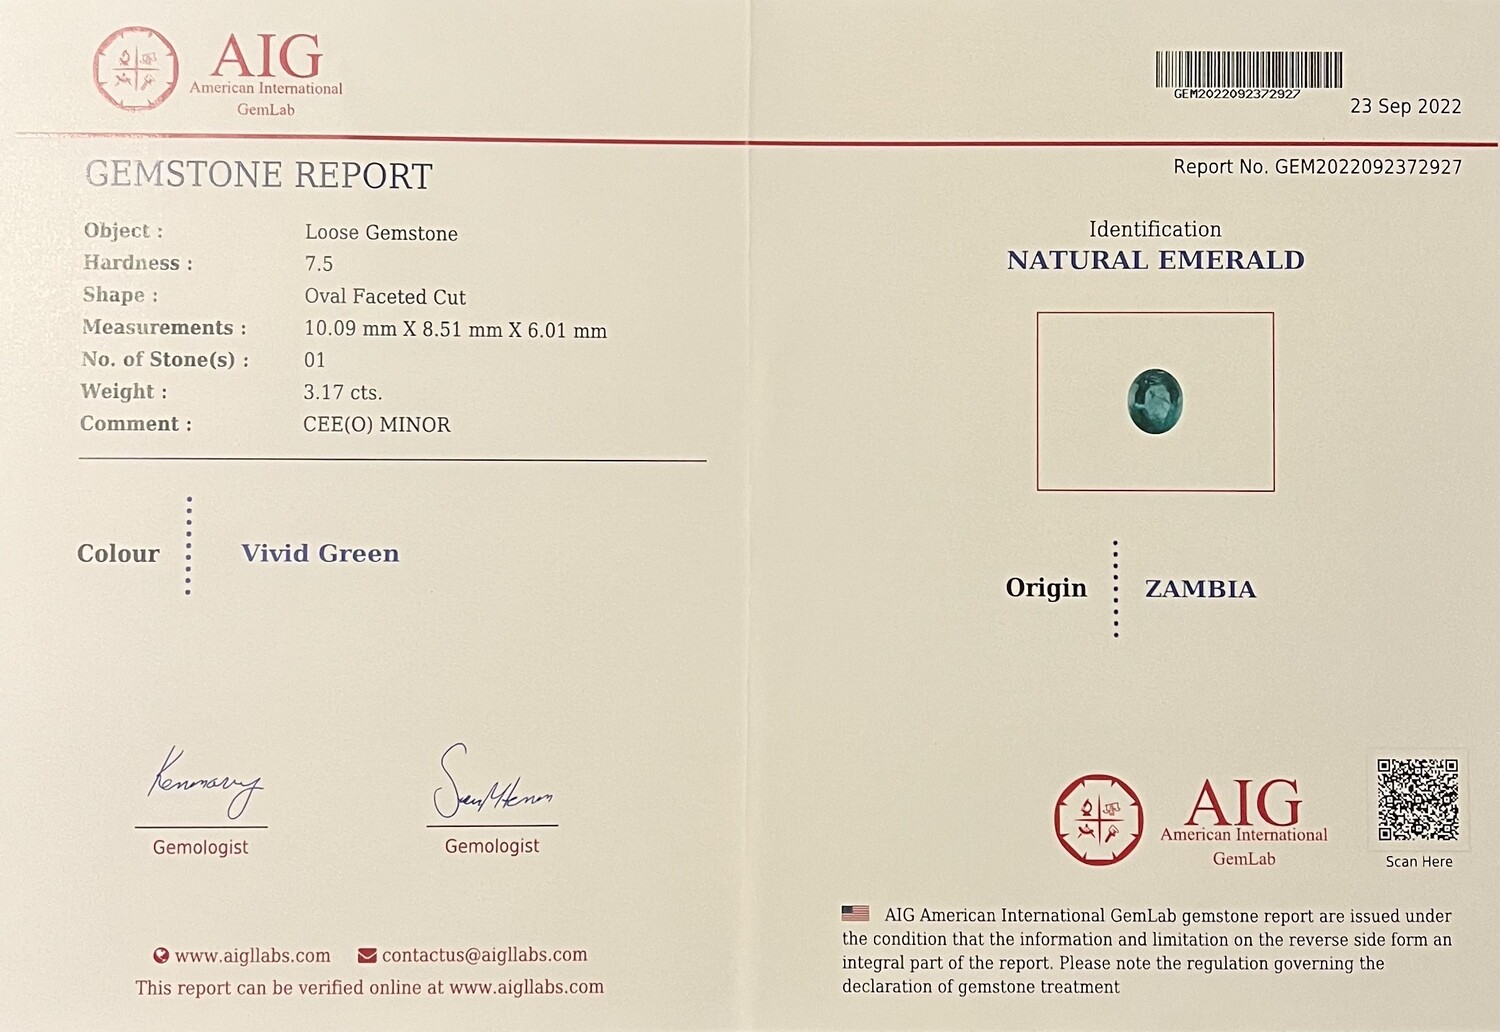 AIG
American International
GemLab
GEMSTONE REPORT
Object : Loose Gemstone
Hardness : 7.5
Shape : Oval Faceted Cut
Measurements : 10.09 mm X 8.51 mm X 6.01 mm
No. of Stone(s) : 01
Weight : 3.17 cts.
Comment : CEE(O) MINOR
Colour Vivid Green
Gemologist Gemologist
www.aigllabs.com contactus@aigllabs.com
This report can be verified online at www.aigllabs.com
GEM2022092372927
23 Sep 2022
Report No. GEM2022092372927
Identification
NATURAL EMERALD
Origin ZAMBIA
AIG
American International
GemLab
Scan Here
AIG American International GemLab gemstone report are issued under
the condition that the information and limitation on the reverse side form an
integral part of the report. Please note the regulation governing the
declaration of gemstone treatment